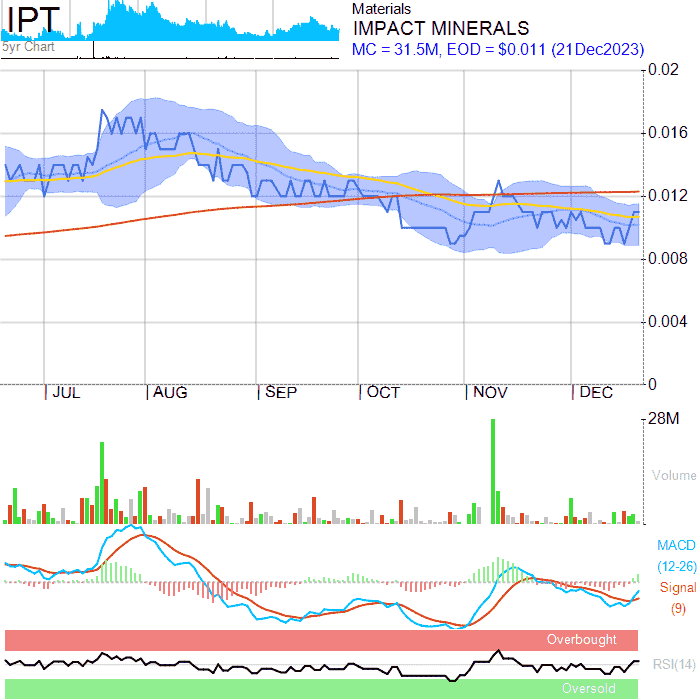 IPT
5yr Chart
Materials
IMPACT MINERALS
MC = 31.5M, EOD = $0.011 (21Dec2023)
0.02
0.016
0.012
0.008
0.004
0
JUL AUG SEP OCT NOV DEC
28M
Volume
MACD
(12-26)
Signal
(9)
Overbought
RSI(14)
Oversold